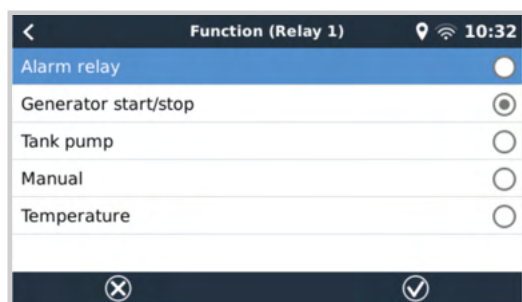 Function (Relay 1) 10:32
Alarm relay
Generator start/stop
Tank pump
Manual
Temperature